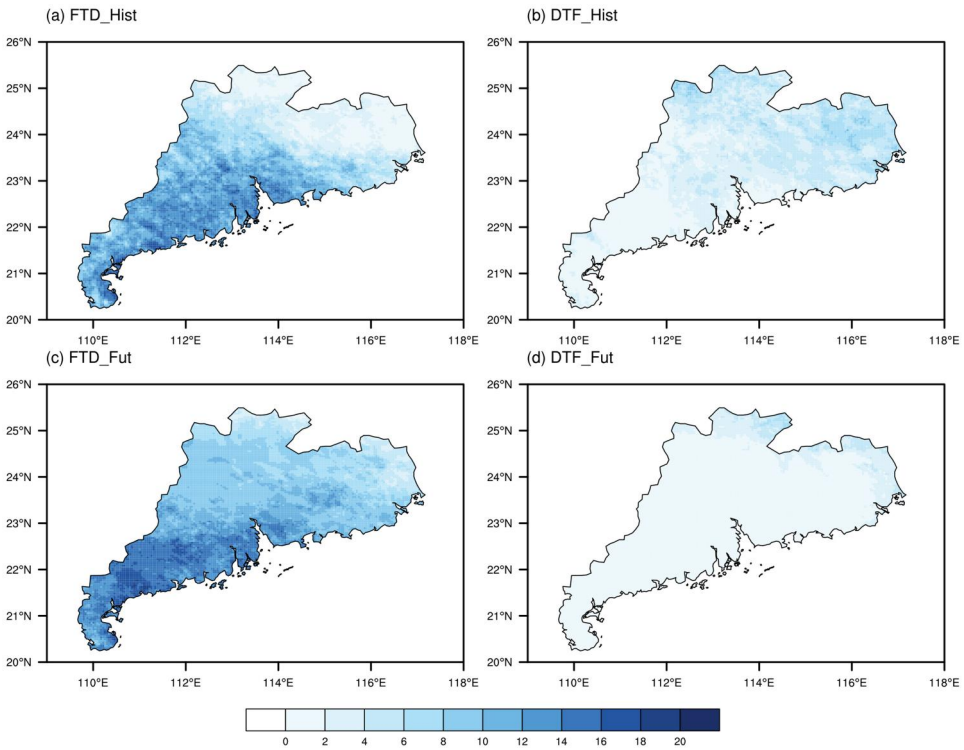 (a) FTD_Hist
(b) DTF_Hist
26°N
25°N
24°N
23°N
22°N
21°N
20°N
110°E 112°E 114°E 116°E 118°E
26°N
25°N
24°N
23°N
22°N
21°N
20°N
110°E 112°E 114°E 116°E 118°E
(c) FTD_Fut
(d) DTF_Fut
26°N
25°N
24°N
23°N
22°N
21°N
20°N
110°E 112°E 114°E 116°E 118°E
26°N
25°N
24°N
23°N
22°N
21°N
20°N
110°E 112°E 114°E 116°E 118°E
0 2 4 6 8 10 12 14 16 18 20